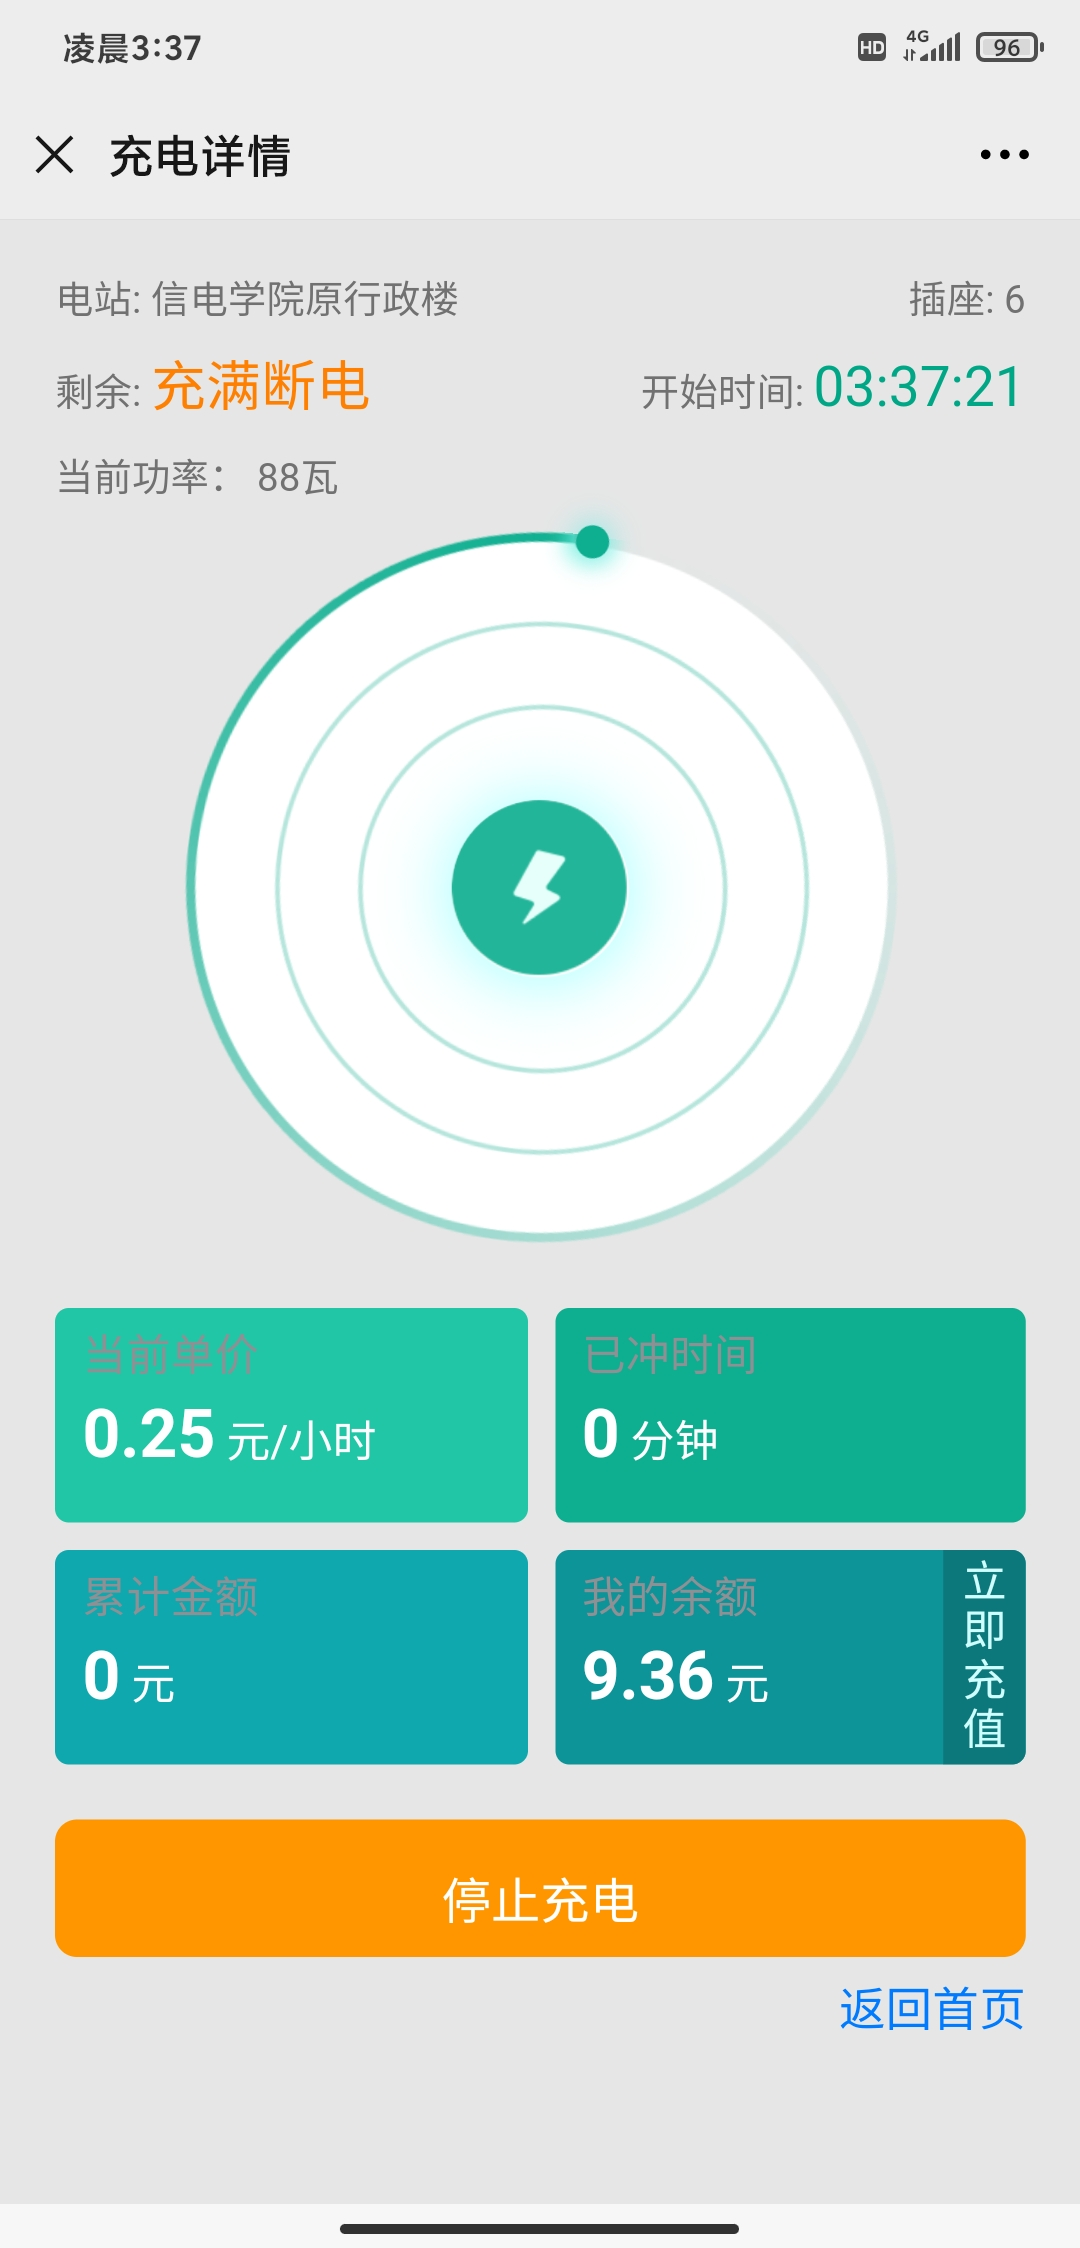 凌晨3:37
HD 4G 96
充电详情
电站: 信电学院原行政楼
插座: 6
剩余: 充满断电
开始时间: 03:37:21
当前功率： 88瓦
当前单价
0.25 元/小时
已冲时间
0 分钟
累计金额
0 元
我的余额
9.36 元
立即充值
停止充电
返回首页